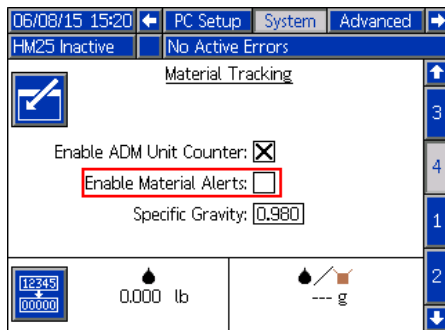 06/08/15 15:20 PC Setup System Advanced
HM25 Inactive No Active Errors
Material Tracking
3
Enable ADM Unit Counter:
4
Enable Material Alerts:
Specific Gravity: 0.980
1
2
12345
00000
0.000 lb
--- g